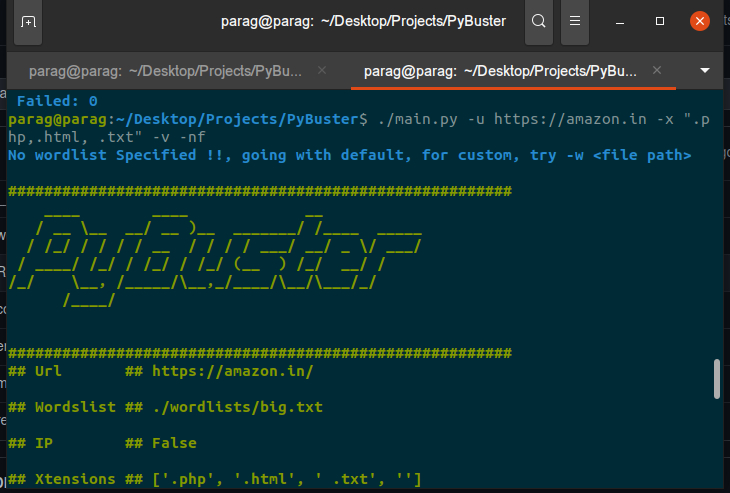 parag@parag: ~/Desktop/Projects/PyBuster
parag@parag: ~/Desktop/Projects/PyBu... ×
parag@parag: ~/Desktop/Projects/PyBu... ×
Failed: 0
parag@parag:~/Desktop/Projects/PyBuster$ ./main.py -u https://amazon.in -x ".p
hp,.html, .txt" -v -nf
No wordlist Specified !!, going with default, for custom, try -w <file path>
########################################################
PyBuster
########################################################
## Url ## https://amazon.in/
## Wordslist ## ./wordlists/big.txt
## IP ## False
## Xtensions ## ['.php', '.html', ' .txt', '']